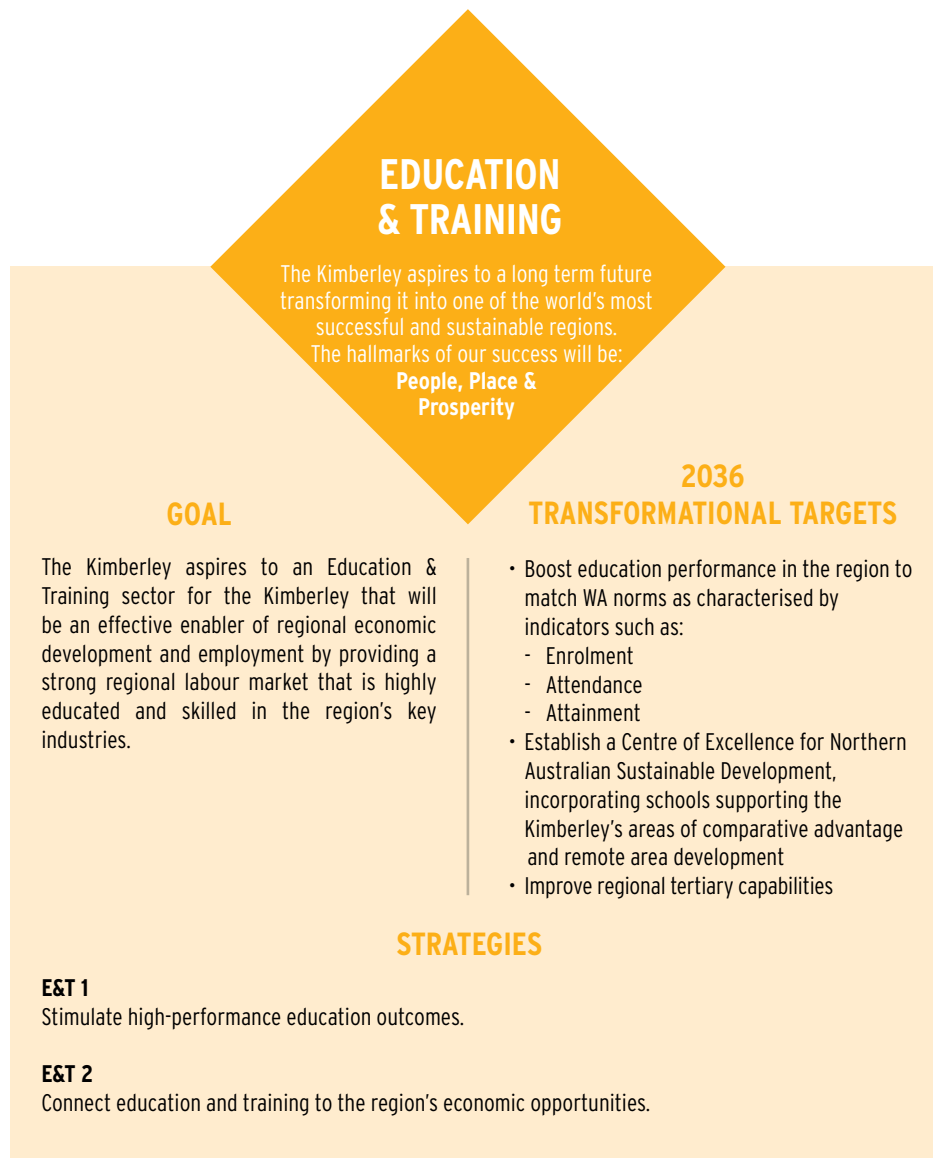 EDUCATION
& TRAINING
The Kimberley aspires to a long term future
transforming it into one of the world's most
successful and sustainable regions.
The hallmarks of our success will be:
People, Place &
Prosperity
GOAL
The Kimberley aspires to an Education &
Training sector for the Kimberley that will
be an effective enabler of regional economic
development and employment by providing a
strong regional labour market that is highly
educated and skilled in the region's key
industries.
2036
TRANSFORMATIONAL TARGETS
• Boost education performance in the region to
match WA norms as characterised by
indicators such as:
- Enrolment
- Attendance
- Attainment
• Establish a Centre of Excellence for Northern
Australian Sustainable Development,
incorporating schools supporting the
Kimberley's areas of comparative advantage
and remote area development
• Improve regional tertiary capabilities
STRATEGIES
E&T 1
Stimulate high-performance education outcomes.
E&T 2
Connect education and training to the region's economic opportunities.